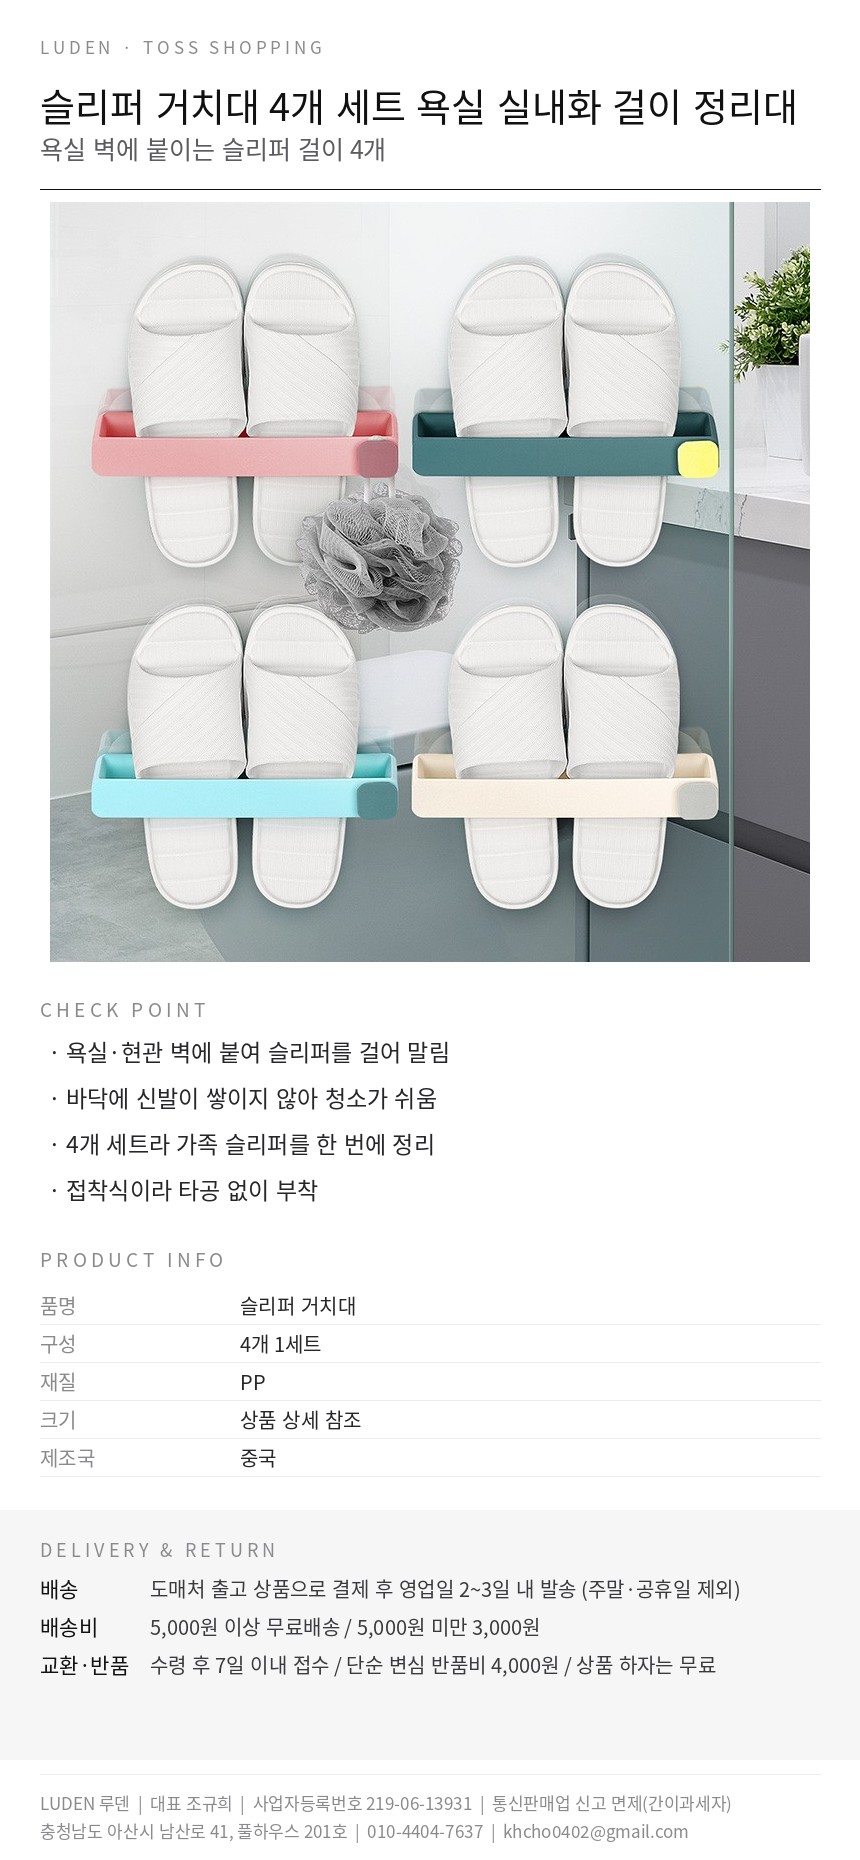 LUDEN · TOSS SHOPPING
슬리퍼 거치대 4개 세트 욕실 실내화 걸이 정리대
욕실 벽에 붙이는 슬리퍼 걸이 4개
CHECK POINT
· 욕실·현관 벽에 붙여 슬리퍼를 걸어 말림
· 바닥에 신발이 쌓이지 않아 청소가 쉬움
· 4개 세트라 가족 슬리퍼를 한 번에 정리
· 접착식이라 타공 없이 부착
PRODUCT INFO
품명 슬리퍼 거치대
구성 4개 1세트
재질 PP
크기 상품 상세 참조
제조국 중국
DELIVERY & RETURN
배송 도매처 출고 상품으로 결제 후 영업일 2~3일 내 발송 (주말·공휴일 제외)
배송비 5,000원 이상 무료배송 / 5,000원 미만 3,000원
교환·반품 수령 후 7일 이내 접수 / 단순 변심 반품비 4,000원 / 상품 하자는 무료
LUDEN 루덴 | 대표 조규희 | 사업자등록번호 219-06-13931 | 통신판매업 신고 면제(간이과세자)
충청남도 아산시 남산로 41, 풀하우스 201호 | 010-4404-7637 | khcho0402@gmail.com